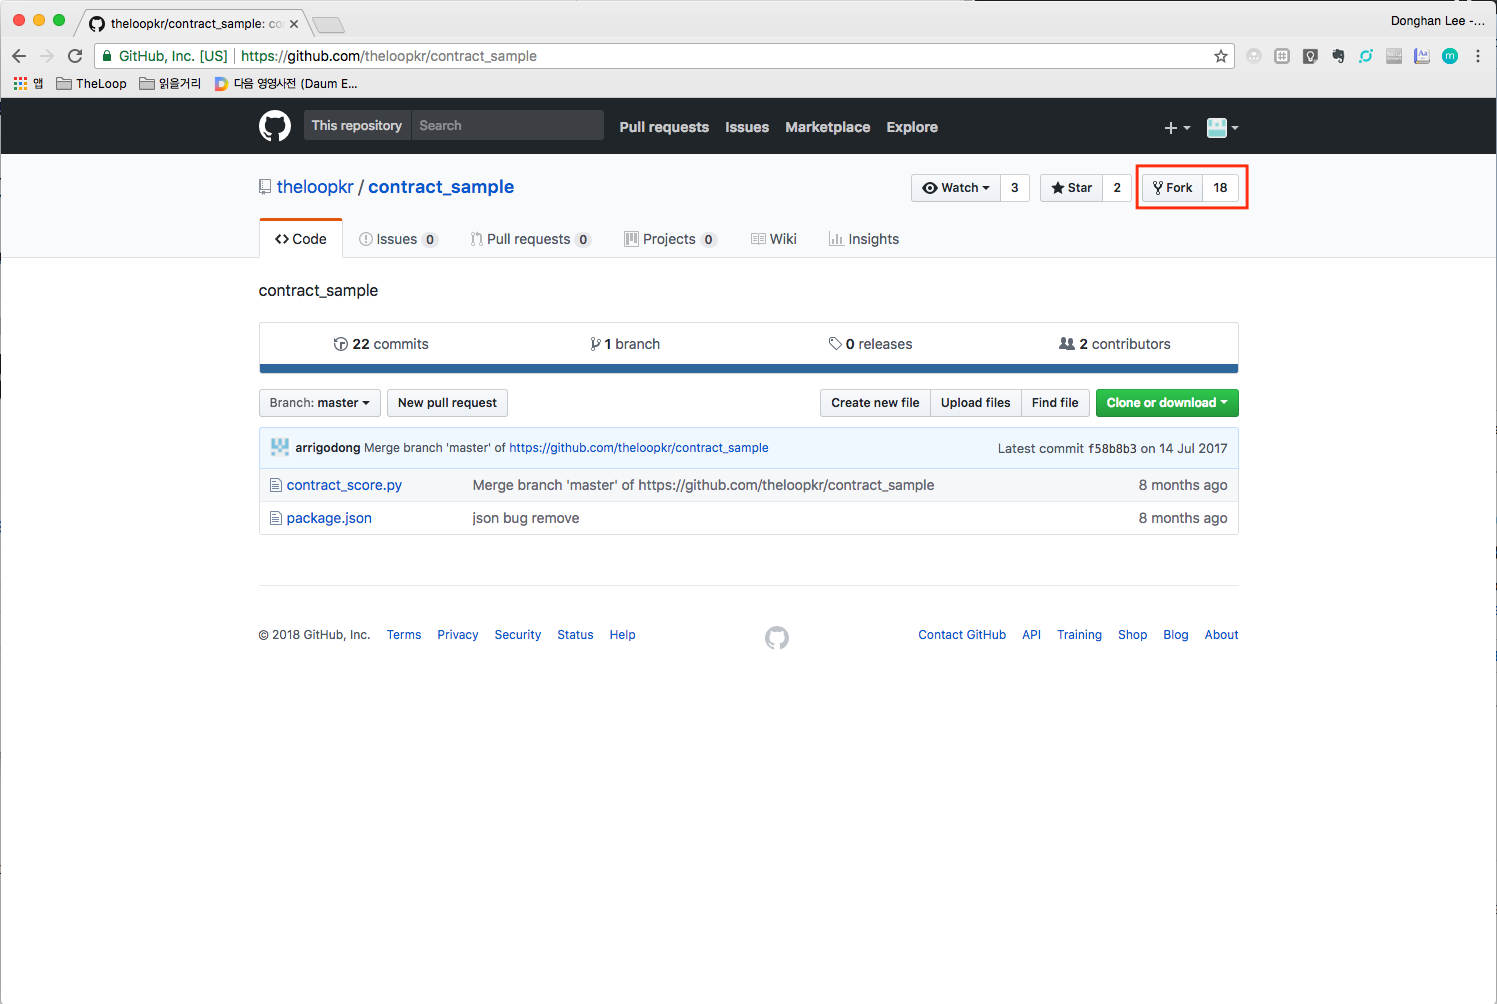 theloopkr/contract_sample: co
Donghan Lee -...
GitHub, Inc. [US] https://github.com/theloopkr/contract_sample
앱 TheLoop 읽을거리 다음 영영사전 (Daum E...
This repository Search Pull requests Issues Marketplace Explore
theloopkr / contract_sample Watch 3 Star 2 Fork 18
Code Issues 0 Pull requests 0 Projects 0 Wiki Insights
contract_sample
22 commits 1 branch 0 releases 2 contributors
Branch: master New pull request Create new file Upload files Find file Clone or download
arrigodong Merge branch 'master' of https://github.com/theloopkr/contract_sample Latest commit f58b8b3 on 14 Jul 2017
contract_score.py Merge branch 'master' of https://github.com/theloopkr/contract_sample 8 months ago
package.json json bug remove 8 months ago
© 2018 GitHub, Inc. Terms Privacy Security Status Help Contact GitHub API Training Shop Blog About